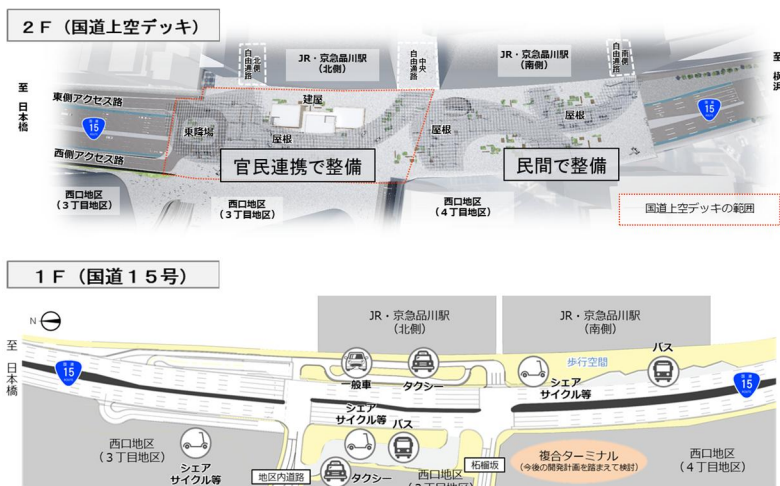 ２Ｆ（国道上空デッキ）
北側
自由通路
JR・京急品川駅
（北側）
中央
自由通路
JR・京急品川駅
（南側）
南側
自由通路
至 横浜
至 日本橋
東側アクセス路
建屋
国道
15
乗降場
屋根
屋根
屋根
国道
15
西側アクセス路
官民連携で整備
民間で整備
西口地区
（３丁目地区）
西口地区
（３丁目地区）
西口地区
（４丁目地区）
国道上空デッキの範囲
１Ｆ（国道１５号）
N
JR・京急品川駅
（北側）
JR・京急品川駅
（南側）
至 日本橋
国道
15
一般車
タクシー
シェア
サイクル等
歩行空間
バス
国道
15
シェア
サイクル等
バス
西口地区
（３丁目地区）
シェア
サイクル等
地区内道路
タクシー
西口地区
柘榴坂
複合ターミナル
（今後の開発計画を踏まえて検討）
西口地区
（４丁目地区）